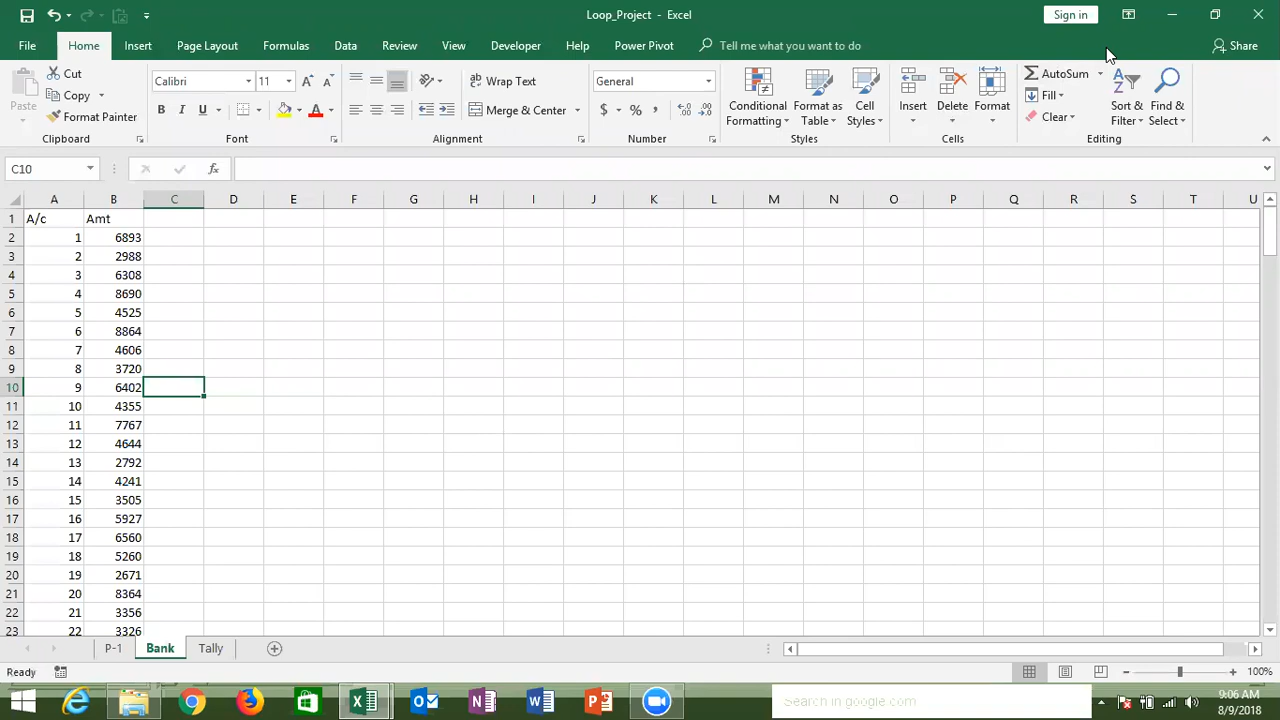 Loop_Project - Excel
Sign in
File Home Insert Page Layout Formulas Data Review View Developer Help Power Pivot Tell me what you want to do Share
Paste
Cut
Copy
Format Painter
Clipboard
Calibri 11
B I U
Font
Wrap Text
Merge & Center
Alignment
General
$ % ,
Number
Conditional Formatting
Format as Table
Cell Styles
Styles
Insert Delete Format
Cells
AutoSum
Fill
Clear
Sort & Filter
Find & Select
Editing
C10 fx
A B C D E F G H I J K L M N O P Q R S T U
1 A/c Amt
2 1 6893
3 2 2988
4 3 6308
5 4 8690
6 5 4525
7 6 8864
8 7 4606
9 8 3720
10 9 6402
11 10 4355
12 11 7767
13 12 4644
14 13 2792
15 14 4241
16 15 3505
17 16 5927
18 17 6560
19 18 5260
20 19 2671
21 20 8364
22 21 3356
23 22 3326
P-1 Bank Tally
Ready 100%
Search in google.com
9:06 AM
8/9/2018